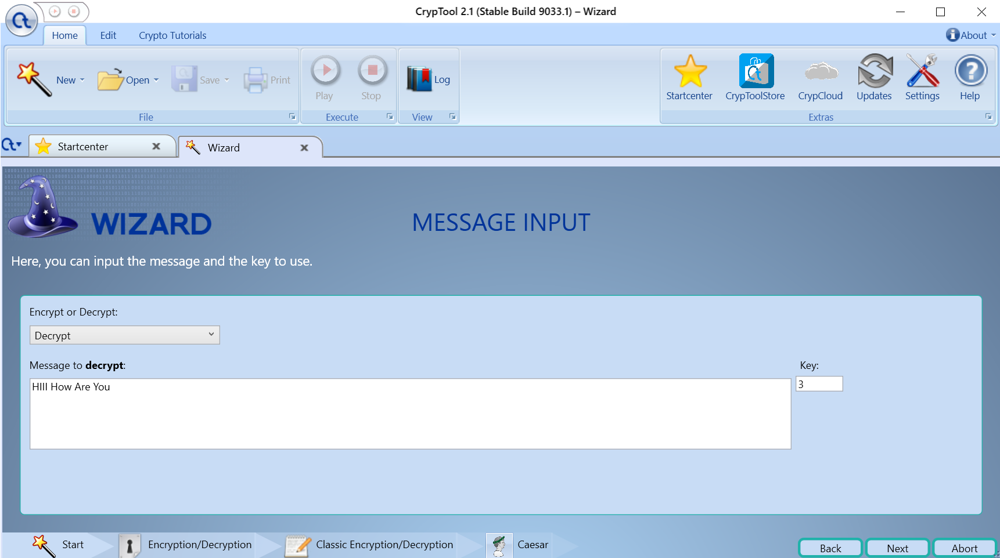 CrypTool 2.1 (Stable Build 9033.1) – Wizard
Home Edit Crypto Tutorials About
New Open Save Print Play Stop Log Startcenter CrypToolStore CrypCloud Updates Settings Help
File Execute View Extras
Startcenter Wizard
WIZARD
MESSAGE INPUT
Here, you can input the message and the key to use.
Encrypt or Decrypt:
Decrypt
Message to decrypt: Key:
HIII How Are You 3
Start Encryption/Decryption Classic Encryption/Decryption Caesar Back Next Abort